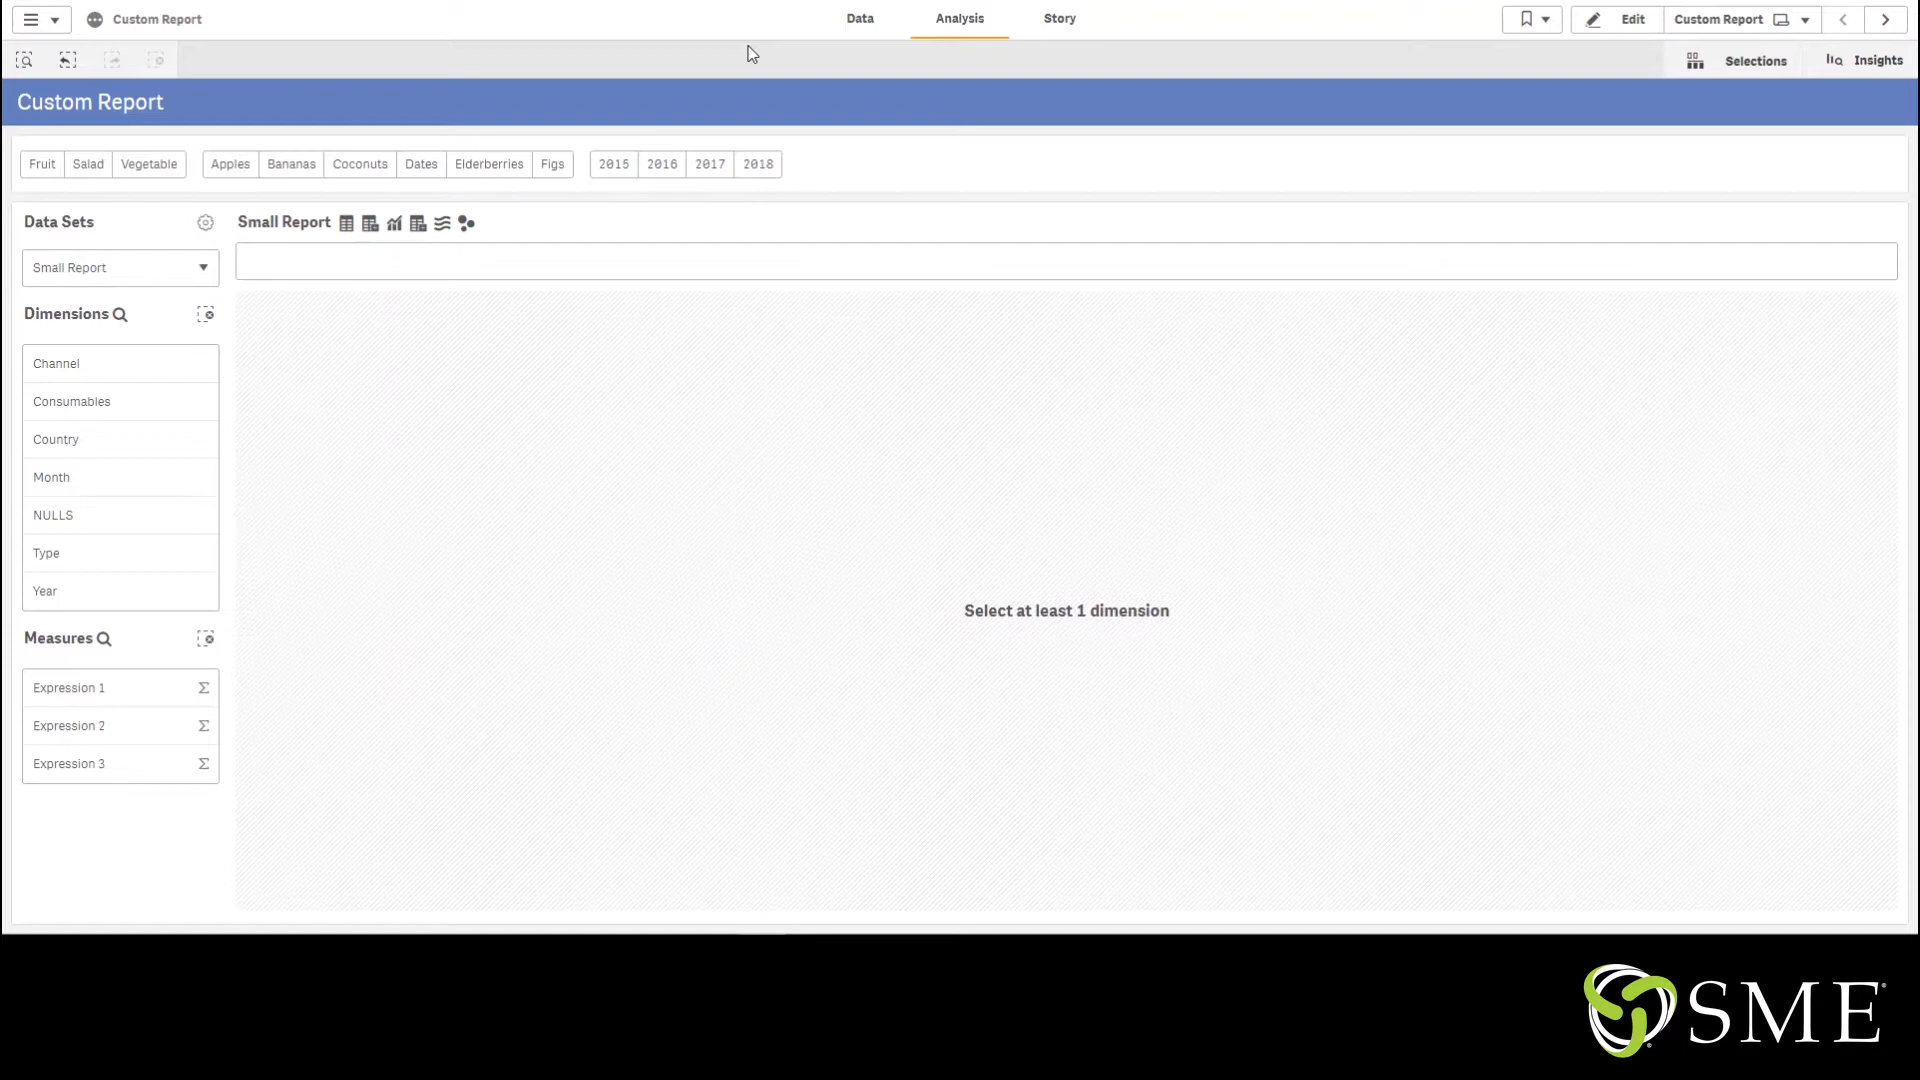 Custom Report
Data
Analysis
Story
Edit
Custom Report
Selections
Insights
Custom Report
Fruit
Salad
Vegetable
Apples
Bananas
Coconuts
Dates
Elderberries
Figs
2015
2016
2017
2018
Data Sets
Small Report
Small Report
Dimensions
Channel
Consumables
Country
Month
NULLS
Type
Year
Select at least 1 dimension
Measures
Expression 1 Σ
Expression 2 Σ
Expression 3 Σ
SME®